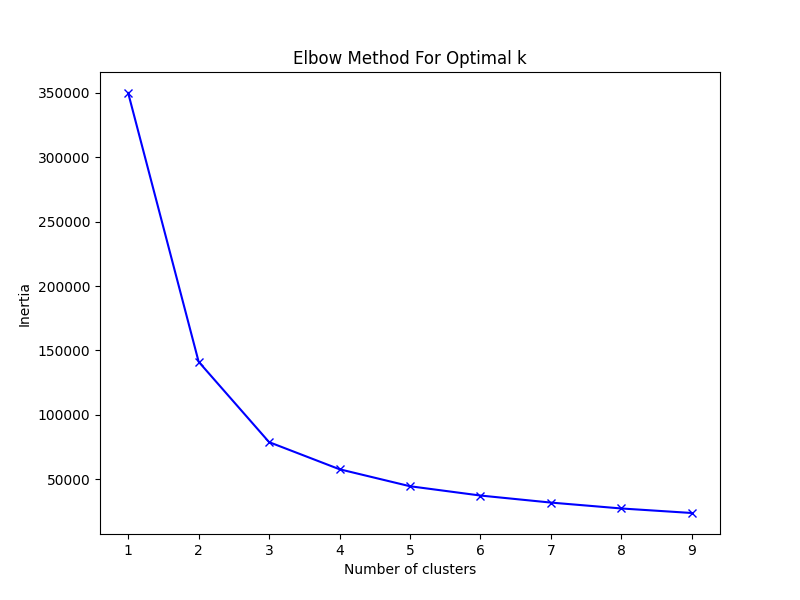 Elbow Method For Optimal k
350000
300000
250000
200000
150000
100000
50000
Inertia
1 2 3 4 5 6 7 8 9
Number of clusters